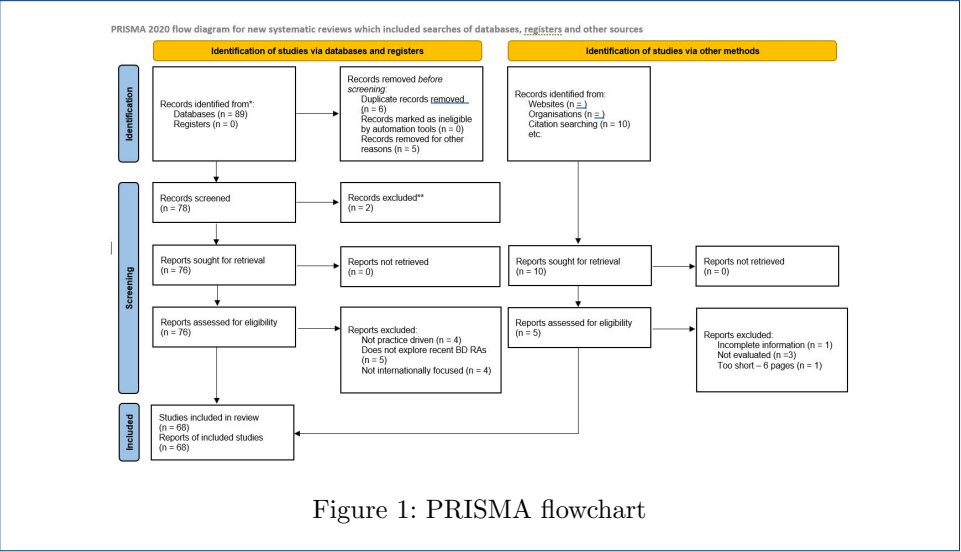 PRISMA 2020 flow diagram for new systematic reviews which included searches of databases, registers and other sources
Identification of studies via databases and registers
Identification of studies via other methods
Identification
Records identified from*:
Databases (n = 89)
Registers (n = 0)
Records removed before
screening:
Duplicate records removed
(n = 6)
Records marked as ineligible
by automation tools (n = 0)
Records removed for other
reasons (n = 5)
Records identified from:
Websites (n = )
Organisations (n = )
Citation searching (n = 10)
etc.
Screening
Records screened
(n = 78)
Records excluded**
(n = 2)
Reports sought for retrieval
(n = 76)
Reports not retrieved
(n = 0)
Reports sought for retrieval
(n = 10)
Reports not retrieved
(n = 0)
Reports assessed for eligibility
(n = 76)
Reports excluded:
Not practice driven (n = 4)
Does not explore recent BD RAs
(n = 5)
Not internationally focused (n = 4)
Reports assessed for eligibility
(n = 5)
Reports excluded:
Incomplete information (n = 1)
Not evaluated (n =3)
Too short – 6 pages (n = 1)
Included
Studies included in review
(n = 68)
Reports of included studies
(n = 68)
Figure 1: PRISMA flowchart